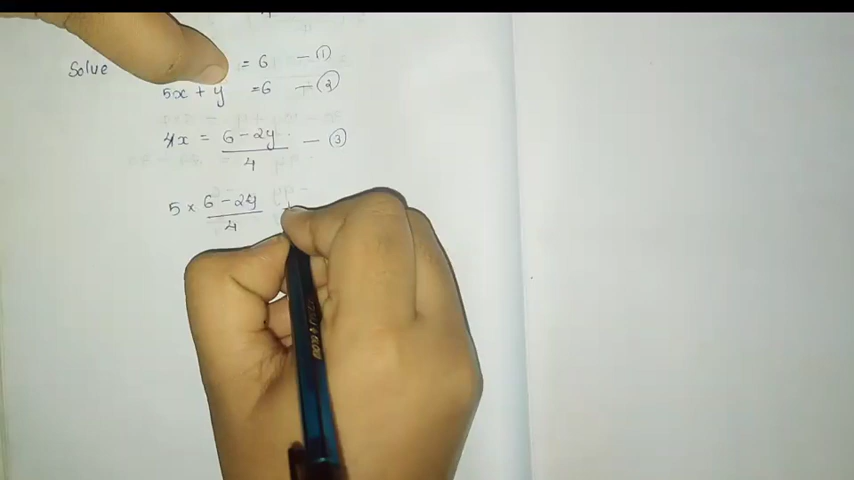 Solve = 6 — ①
5x + y = 6 — ②
4x = 6 - 2y / 4 — ③
5 × 6 - 2y / 4 +